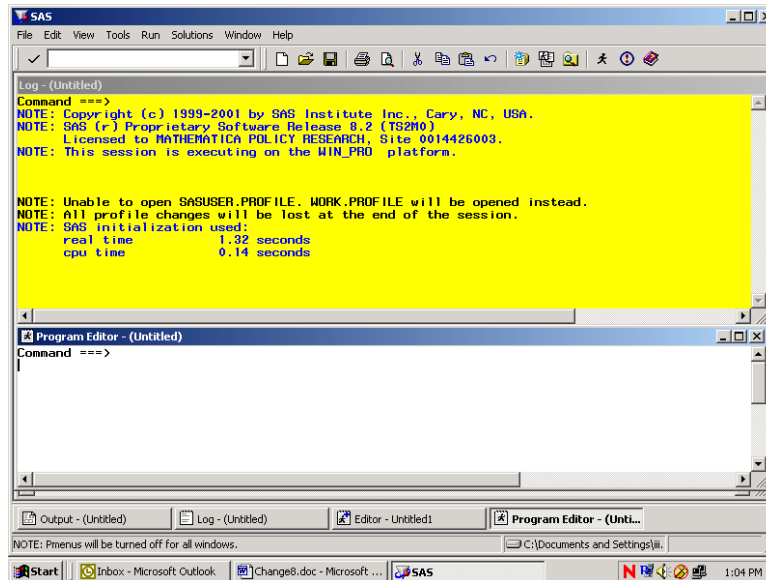 SAS
File Edit View Tools Run Solutions Window Help
Log - (Untitled)
Command ===>
NOTE: Copyright (c) 1999-2001 by SAS Institute Inc., Cary, NC, USA.
NOTE: SAS (r) Proprietary Software Release 8.2 (TS2M0)
Licensed to MATHEMATICA POLICY RESEARCH, Site 0014426003.
NOTE: This session is executing on the WIN_PRO platform.
NOTE: Unable to open SASUSER.PROFILE. WORK.PROFILE will be opened instead.
NOTE: All profile changes will be lost at the end of the session.
NOTE: SAS initialization used:
real time 1.32 seconds
cpu time 0.14 seconds
Program Editor - (Untitled)
Command ===>
Output - (Untitled) Log - (Untitled) Editor - Untitled1 Program Editor - (Unti...
NOTE: Pmenus will be turned off for all windows. C:\Documents and Settings\iii.
Start Inbox - Microsoft Outlook Change8.doc - Microsoft ... SAS N 1:04 PM